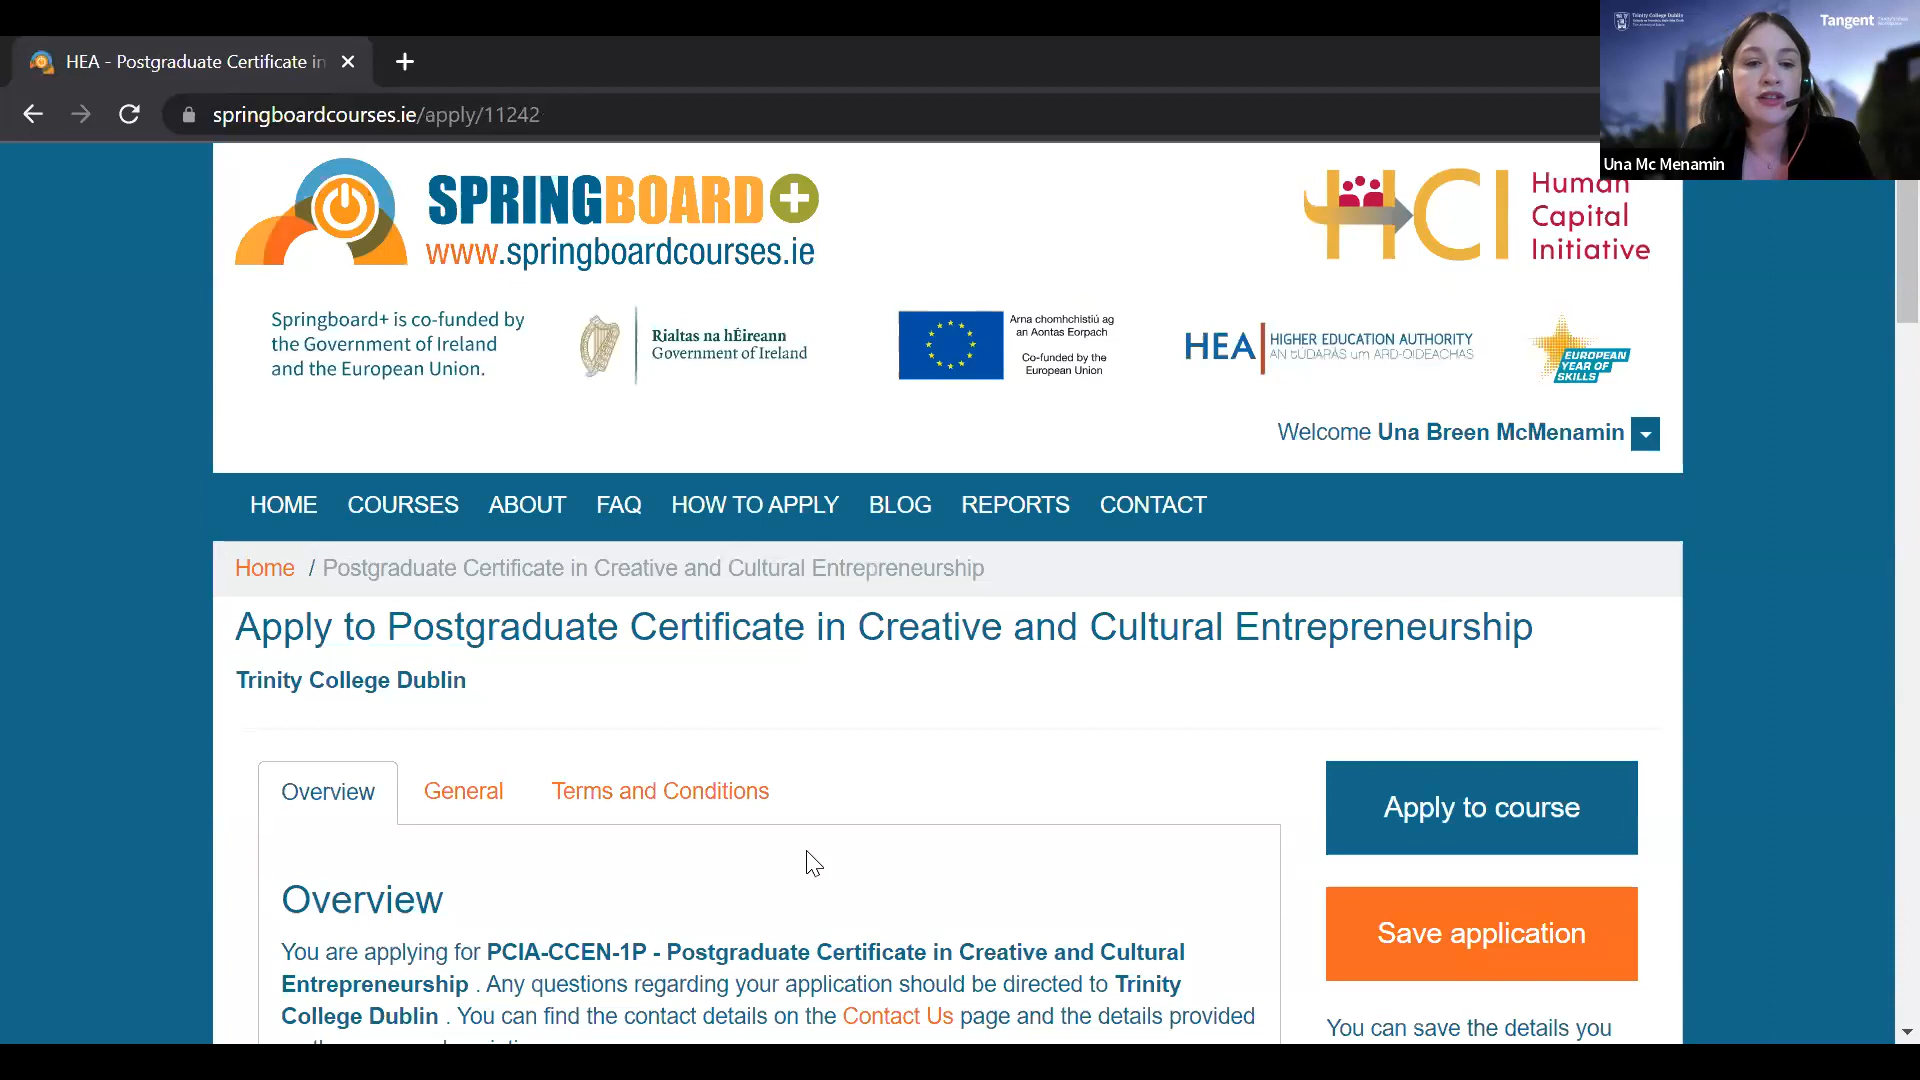 HEA - Postgraduate Certificate in
springboardcourses.ie/apply/11242
Trinity College Dublin
Tangent
Una Mc Menamin
SPRINGBOARD+
www.springboardcourses.ie
HCI
Human
Capital
Initiative
Springboard+ is co-funded by
the Government of Ireland
and the European Union.
Rialtas na hÉireann
Government of Ireland
Arna chomhchistiú ag
an Aontas Eorpach
Co-funded by the
European Union
HEA
HIGHER EDUCATION AUTHORITY
AN tÚDARÁS um ARD-OIDEACHAS
EUROPEAN
YEAR OF
SKILLS
Welcome Una Breen McMenamin
HOME COURSES ABOUT FAQ HOW TO APPLY BLOG REPORTS CONTACT
Home / Postgraduate Certificate in Creative and Cultural Entrepreneurship
Apply to Postgraduate Certificate in Creative and Cultural Entrepreneurship
Trinity College Dublin
Overview General Terms and Conditions
Apply to course
Save application
You can save the details you
Overview
You are applying for PCIA-CCEN-1P - Postgraduate Certificate in Creative and Cultural
Entrepreneurship . Any questions regarding your application should be directed to Trinity
College Dublin . You can find the contact details on the Contact Us page and the details provided